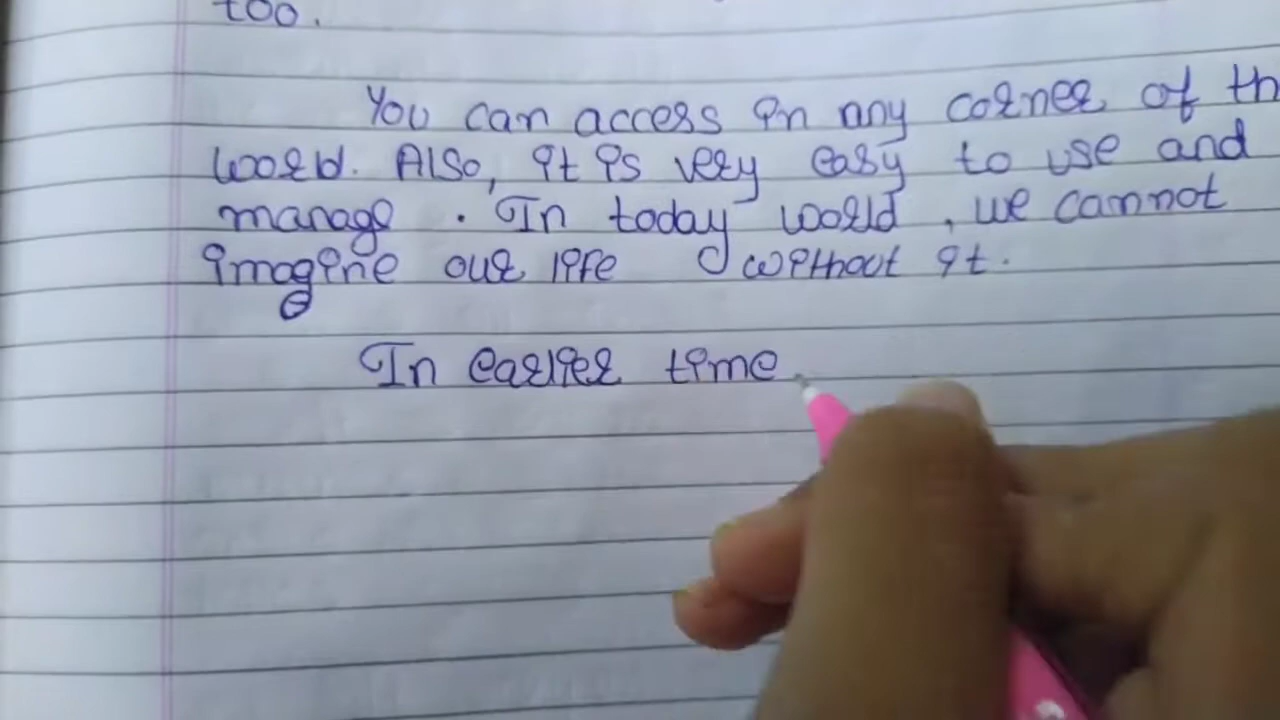 too.
You can access in any corner of th
world. Also, it is very easy to use and
manage . In today world , we cannot
imagine our life without it.
In earlier time